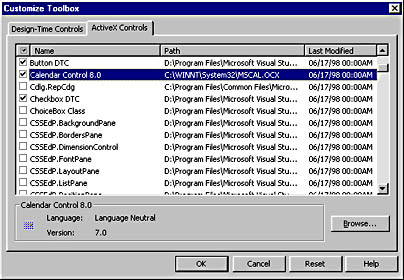 Customize Toolbox
Design-Time Controls ActiveX Controls
Name Path Last Modified
Button DTC D:\Program Files\Microsoft Visual Stu... 06/17/98 00:00AM
Calendar Control 8.0 C:\WINNT\System32\MSCAL.OCX 06/17/98 00:00AM
Cdlg.RepCdg C:\Program Files\Common Files\Micro... 06/17/98 00:00AM
Checkbox DTC D:\Program Files\Microsoft Visual Stu... 06/17/98 00:00AM
ChoiceBox Class D:\Program Files\Microsoft Visual Stu... 06/17/98 00:00AM
CSSEdP.BackgroundPane D:\Program Files\Microsoft Visual Stu... 06/17/98 00:00AM
CSSEdP.BordersPane D:\Program Files\Microsoft Visual Stu... 06/17/98 00:00AM
CSSEdP.DimensionControl D:\Program Files\Microsoft Visual Stu... 06/17/98 00:00AM
CSSEdP.FontPane D:\Program Files\Microsoft Visual Stu... 06/17/98 00:00AM
CSSEdP.LayoutPane D:\Program Files\Microsoft Visual Stu... 06/17/98 00:00AM
CSSEdP.ListPane D:\Program Files\Microsoft Visual Stu... 06/17/98 00:00AM
Calendar Control 8.0
Language: Language Neutral
Version: 7.0
Browse...
OK Cancel Reset Help